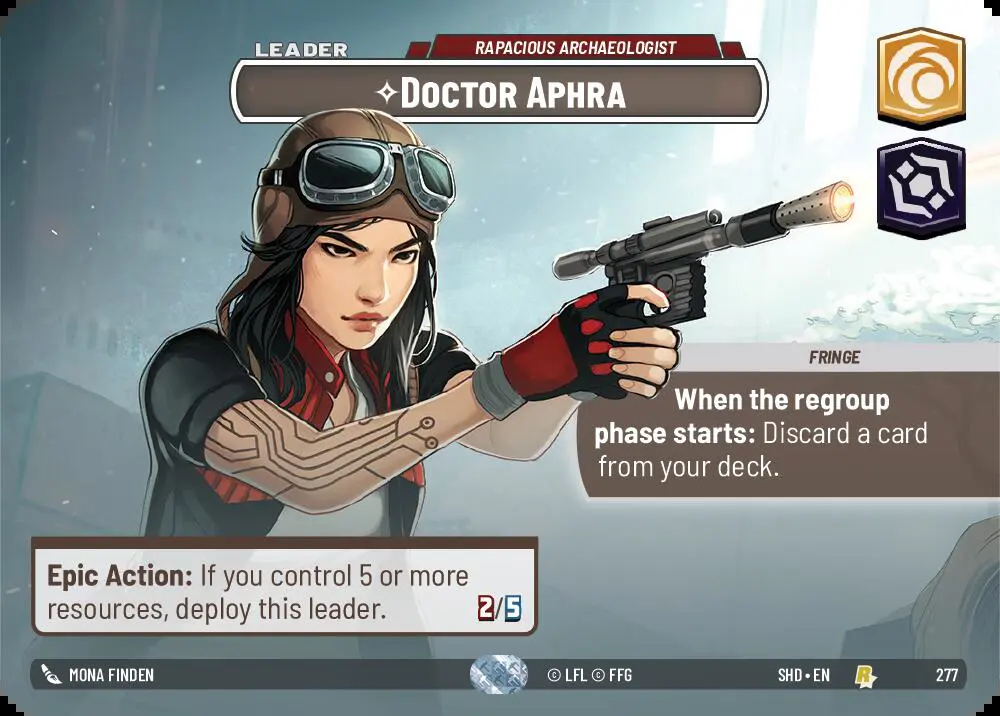 LEADER
RAPACIOUS ARCHAEOLOGIST
✧DOCTOR APHRA
FRINGE
When the regroup
phase starts: Discard a card
from your deck.
Epic Action: If you control 5 or more
resources, deploy this leader. 2/5
MONA FINDEN
© LFL © FFG
SHD • EN
R
277